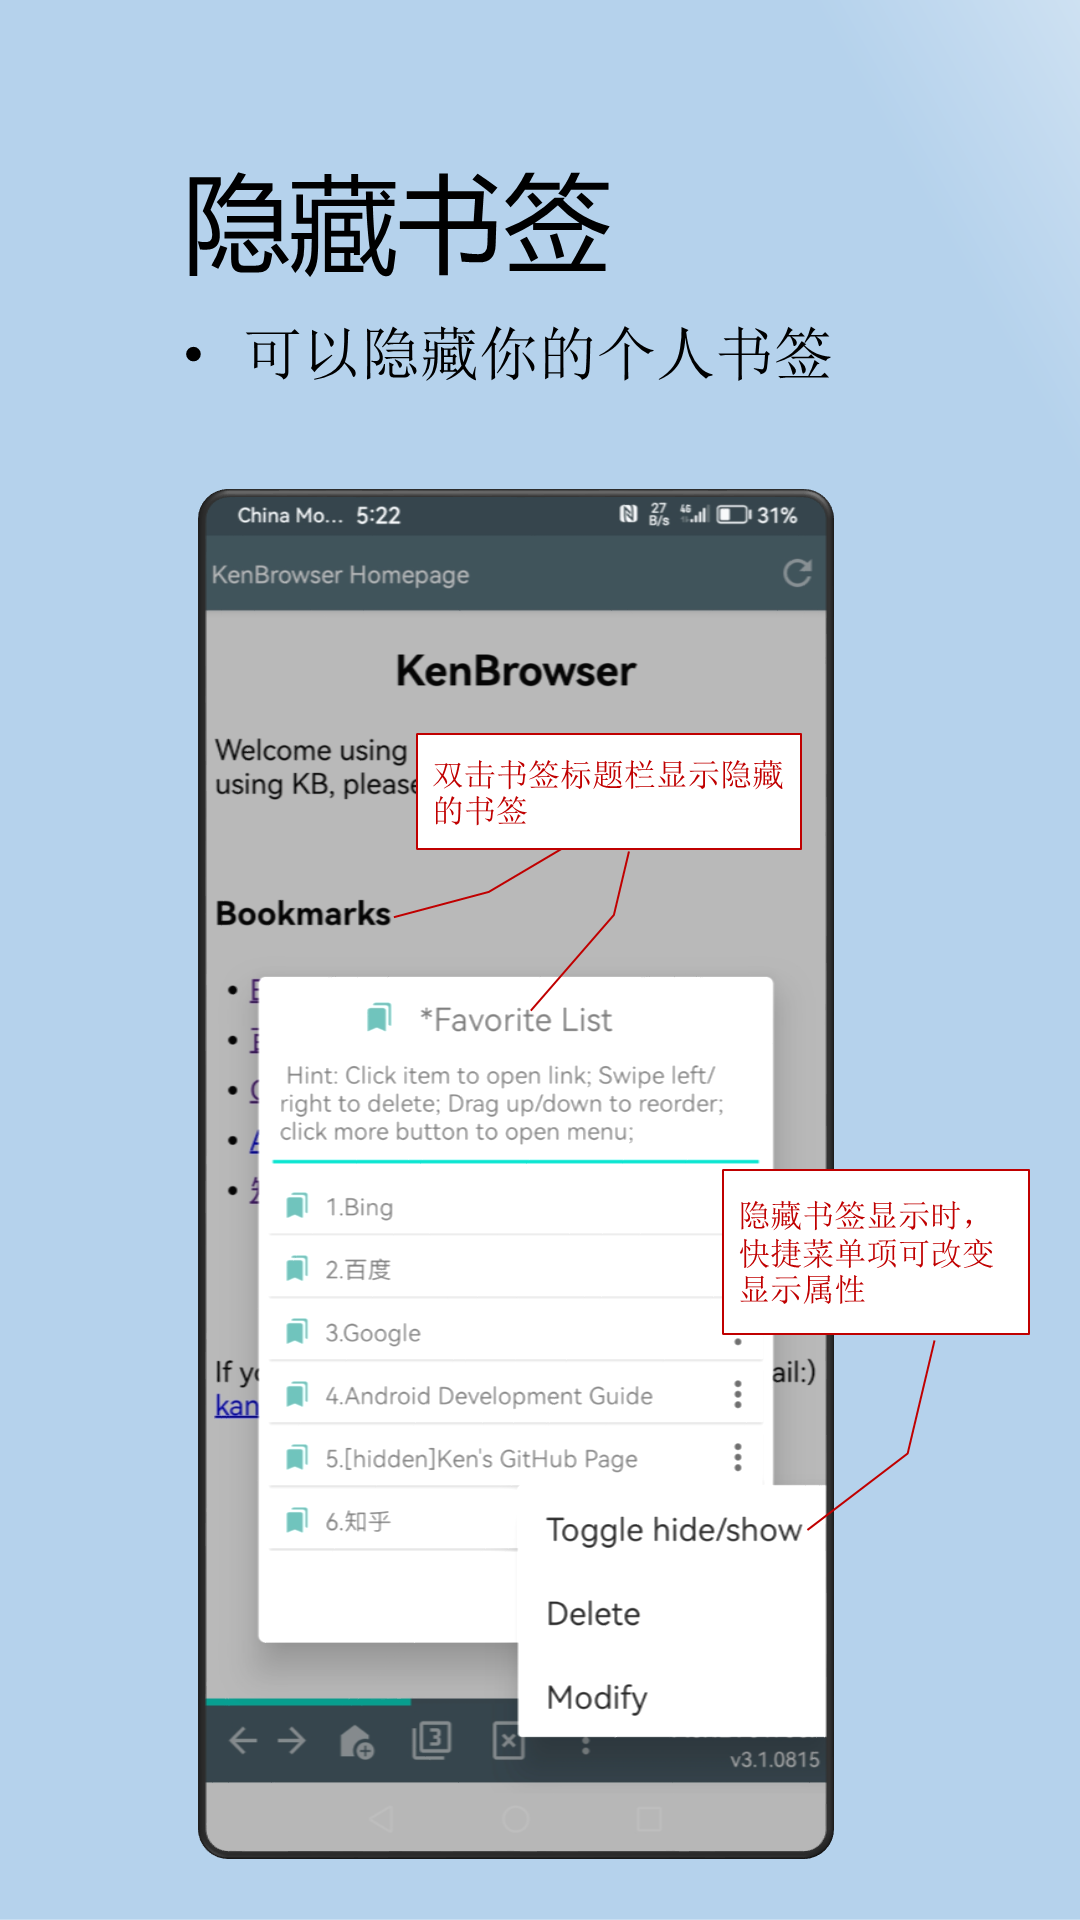 隐藏书签
• 可以隐藏你的个人书签
China Mo... 5:22
27 B/s 4G 31%
KenBrowser Homepage
KenBrowser
Welcome using
using KB, please
双击书签标题栏显示隐藏
的书签
Bookmarks
*Favorite List
Hint: Click item to open link; Swipe left/
right to delete; Drag up/down to reorder;
click more button to open menu;
1.Bing
2.百度
3.Google
4.Android Development Guide
5.[hidden]Ken's GitHub Page
6.知乎
隐藏书签显示时，
快捷菜单项可改变
显示属性
If yo
ail:)
kan
Toggle hide/show
Delete
Modify
3
v3.1.0815